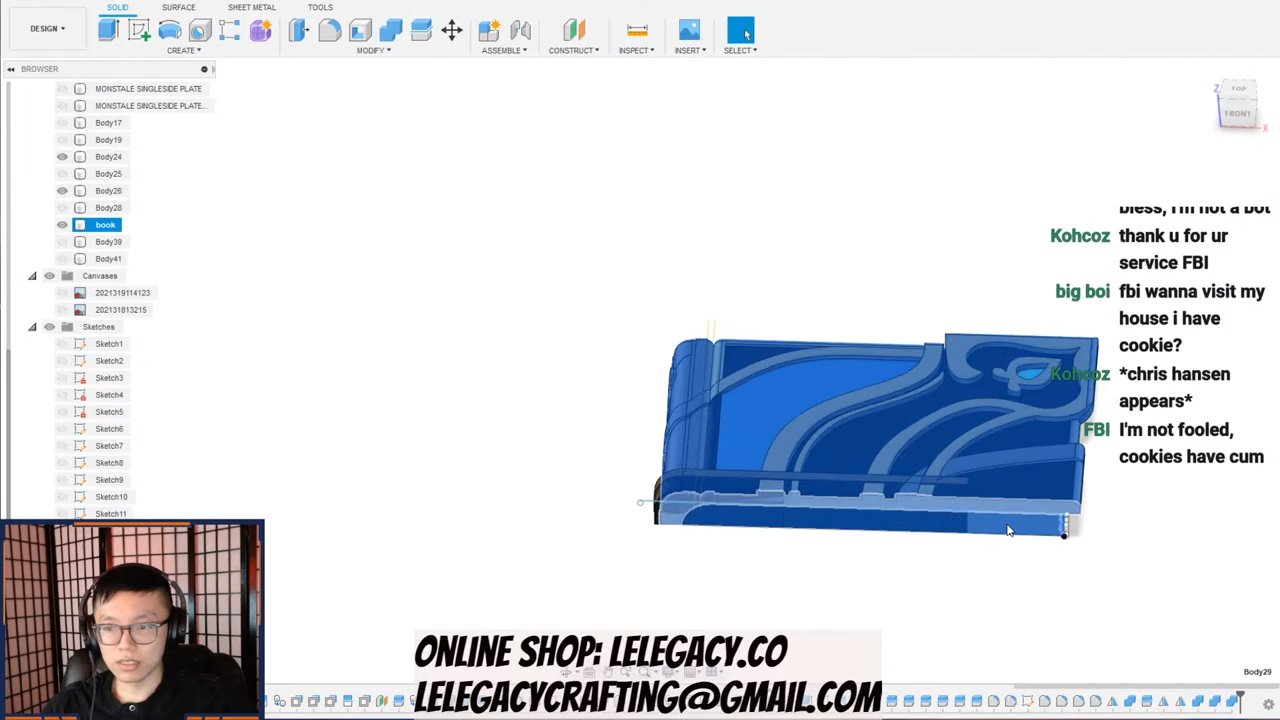 SOLID
SURFACE
SHEET METAL
TOOLS
DESIGN
CREATE
MODIFY
ASSEMBLE
CONSTRUCT
INSPECT
INSERT
SELECT
BROWSER
MONSTALE SINGLESIDE PLATE
MONSTALE SINGLESIDE PLATE...
Body17
Body19
Body24
Body25
Body26
Body28
book
Body39
Body41
Canvases
2021319114123
202131813215
Sketches
Sketch1
Sketch2
Sketch3
Sketch4
Sketch5
Sketch6
Sketch7
Sketch8
Sketch9
Sketch10
Sketch11
Z
TOP
FRONT
X
bless, I'm not a bot
Kohcoz thank u for ur
service FBI
big boi fbi wanna visit my
house i have
cookie?
Kohcoz *chris hansen
appears*
FBI I'm not fooled,
cookies have cum
Body29
ONLINE SHOP: LELEGACY.CO
LELEGACYCRAFTING@GMAIL.COM